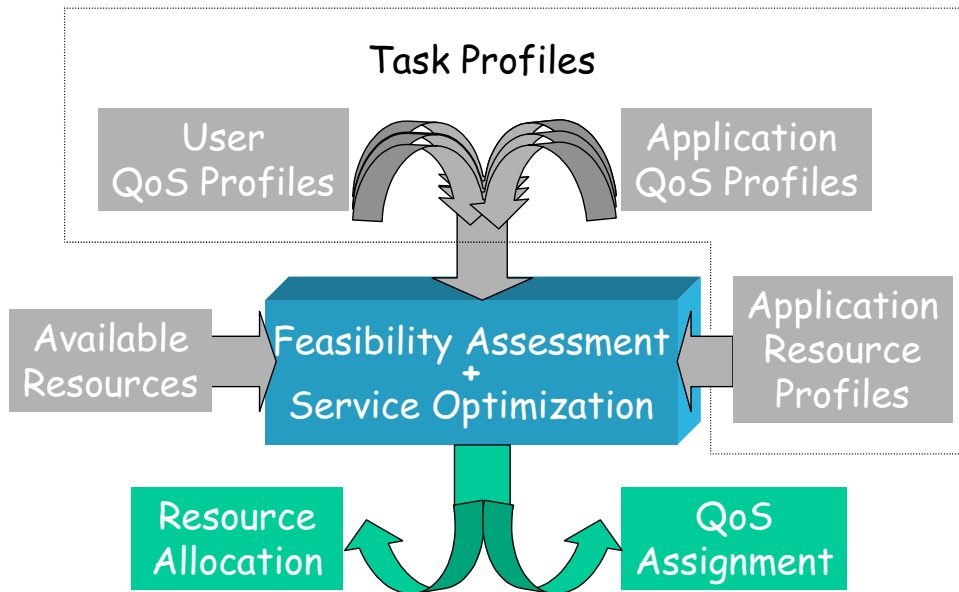 Task Profiles
User
QoS Profiles
Application
QoS Profiles
Available
Resources
Feasibility Assessment
+
Service Optimization
Application
Resource
Profiles
Resource
Allocation
QoS
Assignment